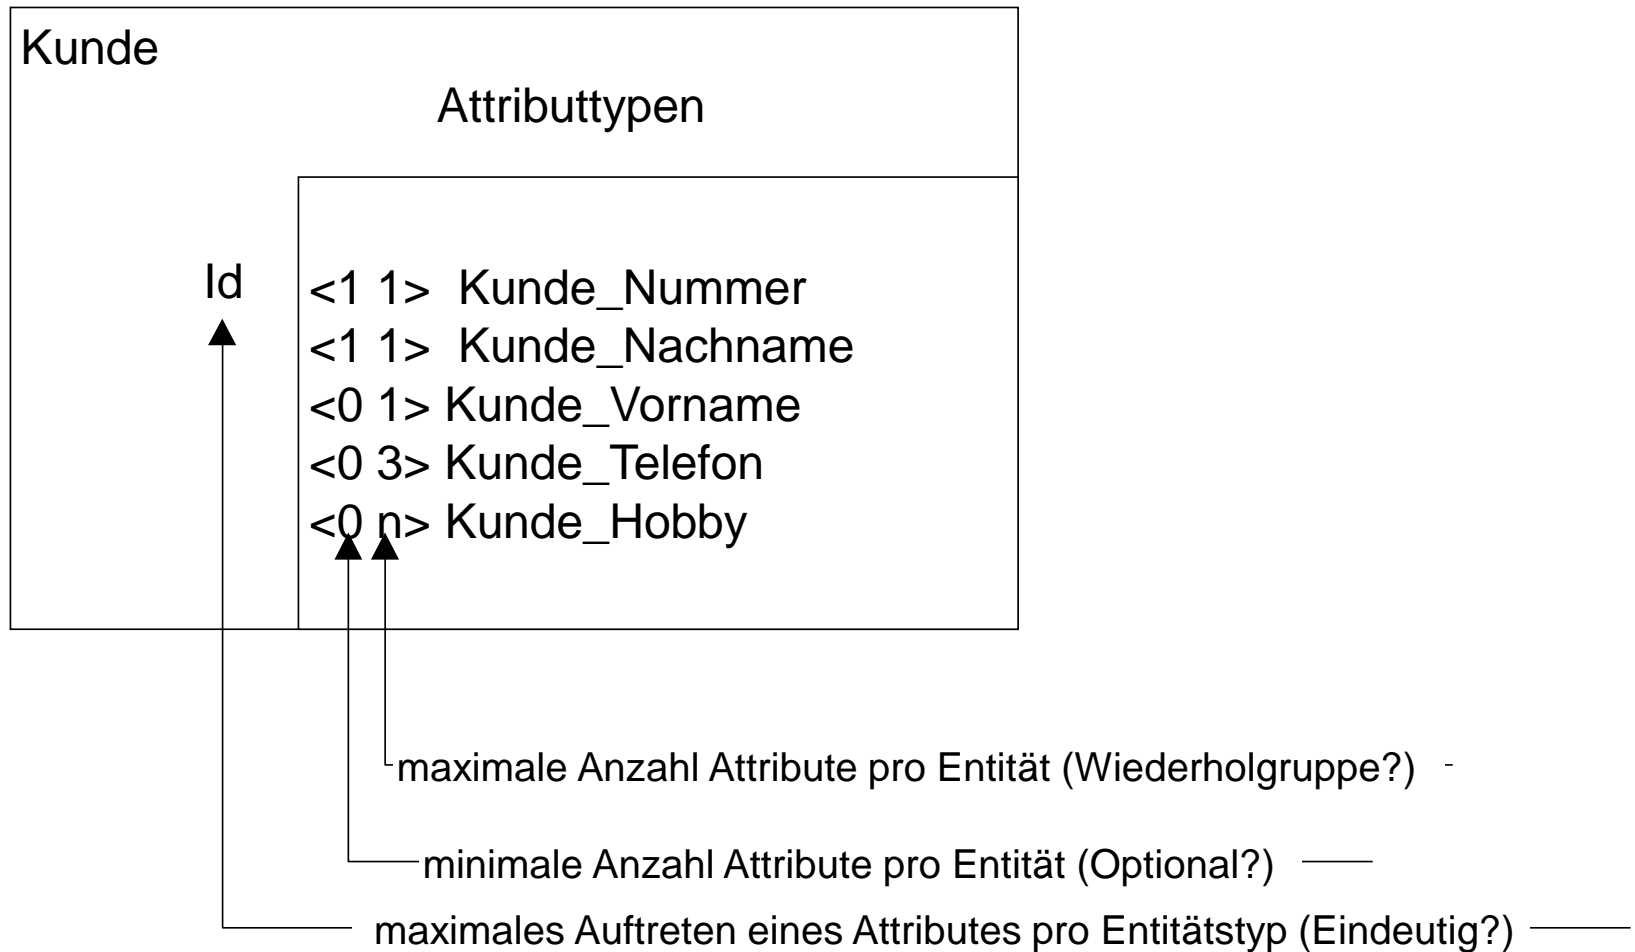 Kunde
Attributtypen
Id <1 1> Kunde_Nummer
<1 1> Kunde_Nachname
<0 1> Kunde_Vorname
<0 3> Kunde_Telefon
<0 n> Kunde_Hobby
maximale Anzahl Attribute pro Entität (Wiederholgruppe?)
minimale Anzahl Attribute pro Entität (Optional?)
maximales Auftreten eines Attributes pro Entitätstyp (Eindeutig?)